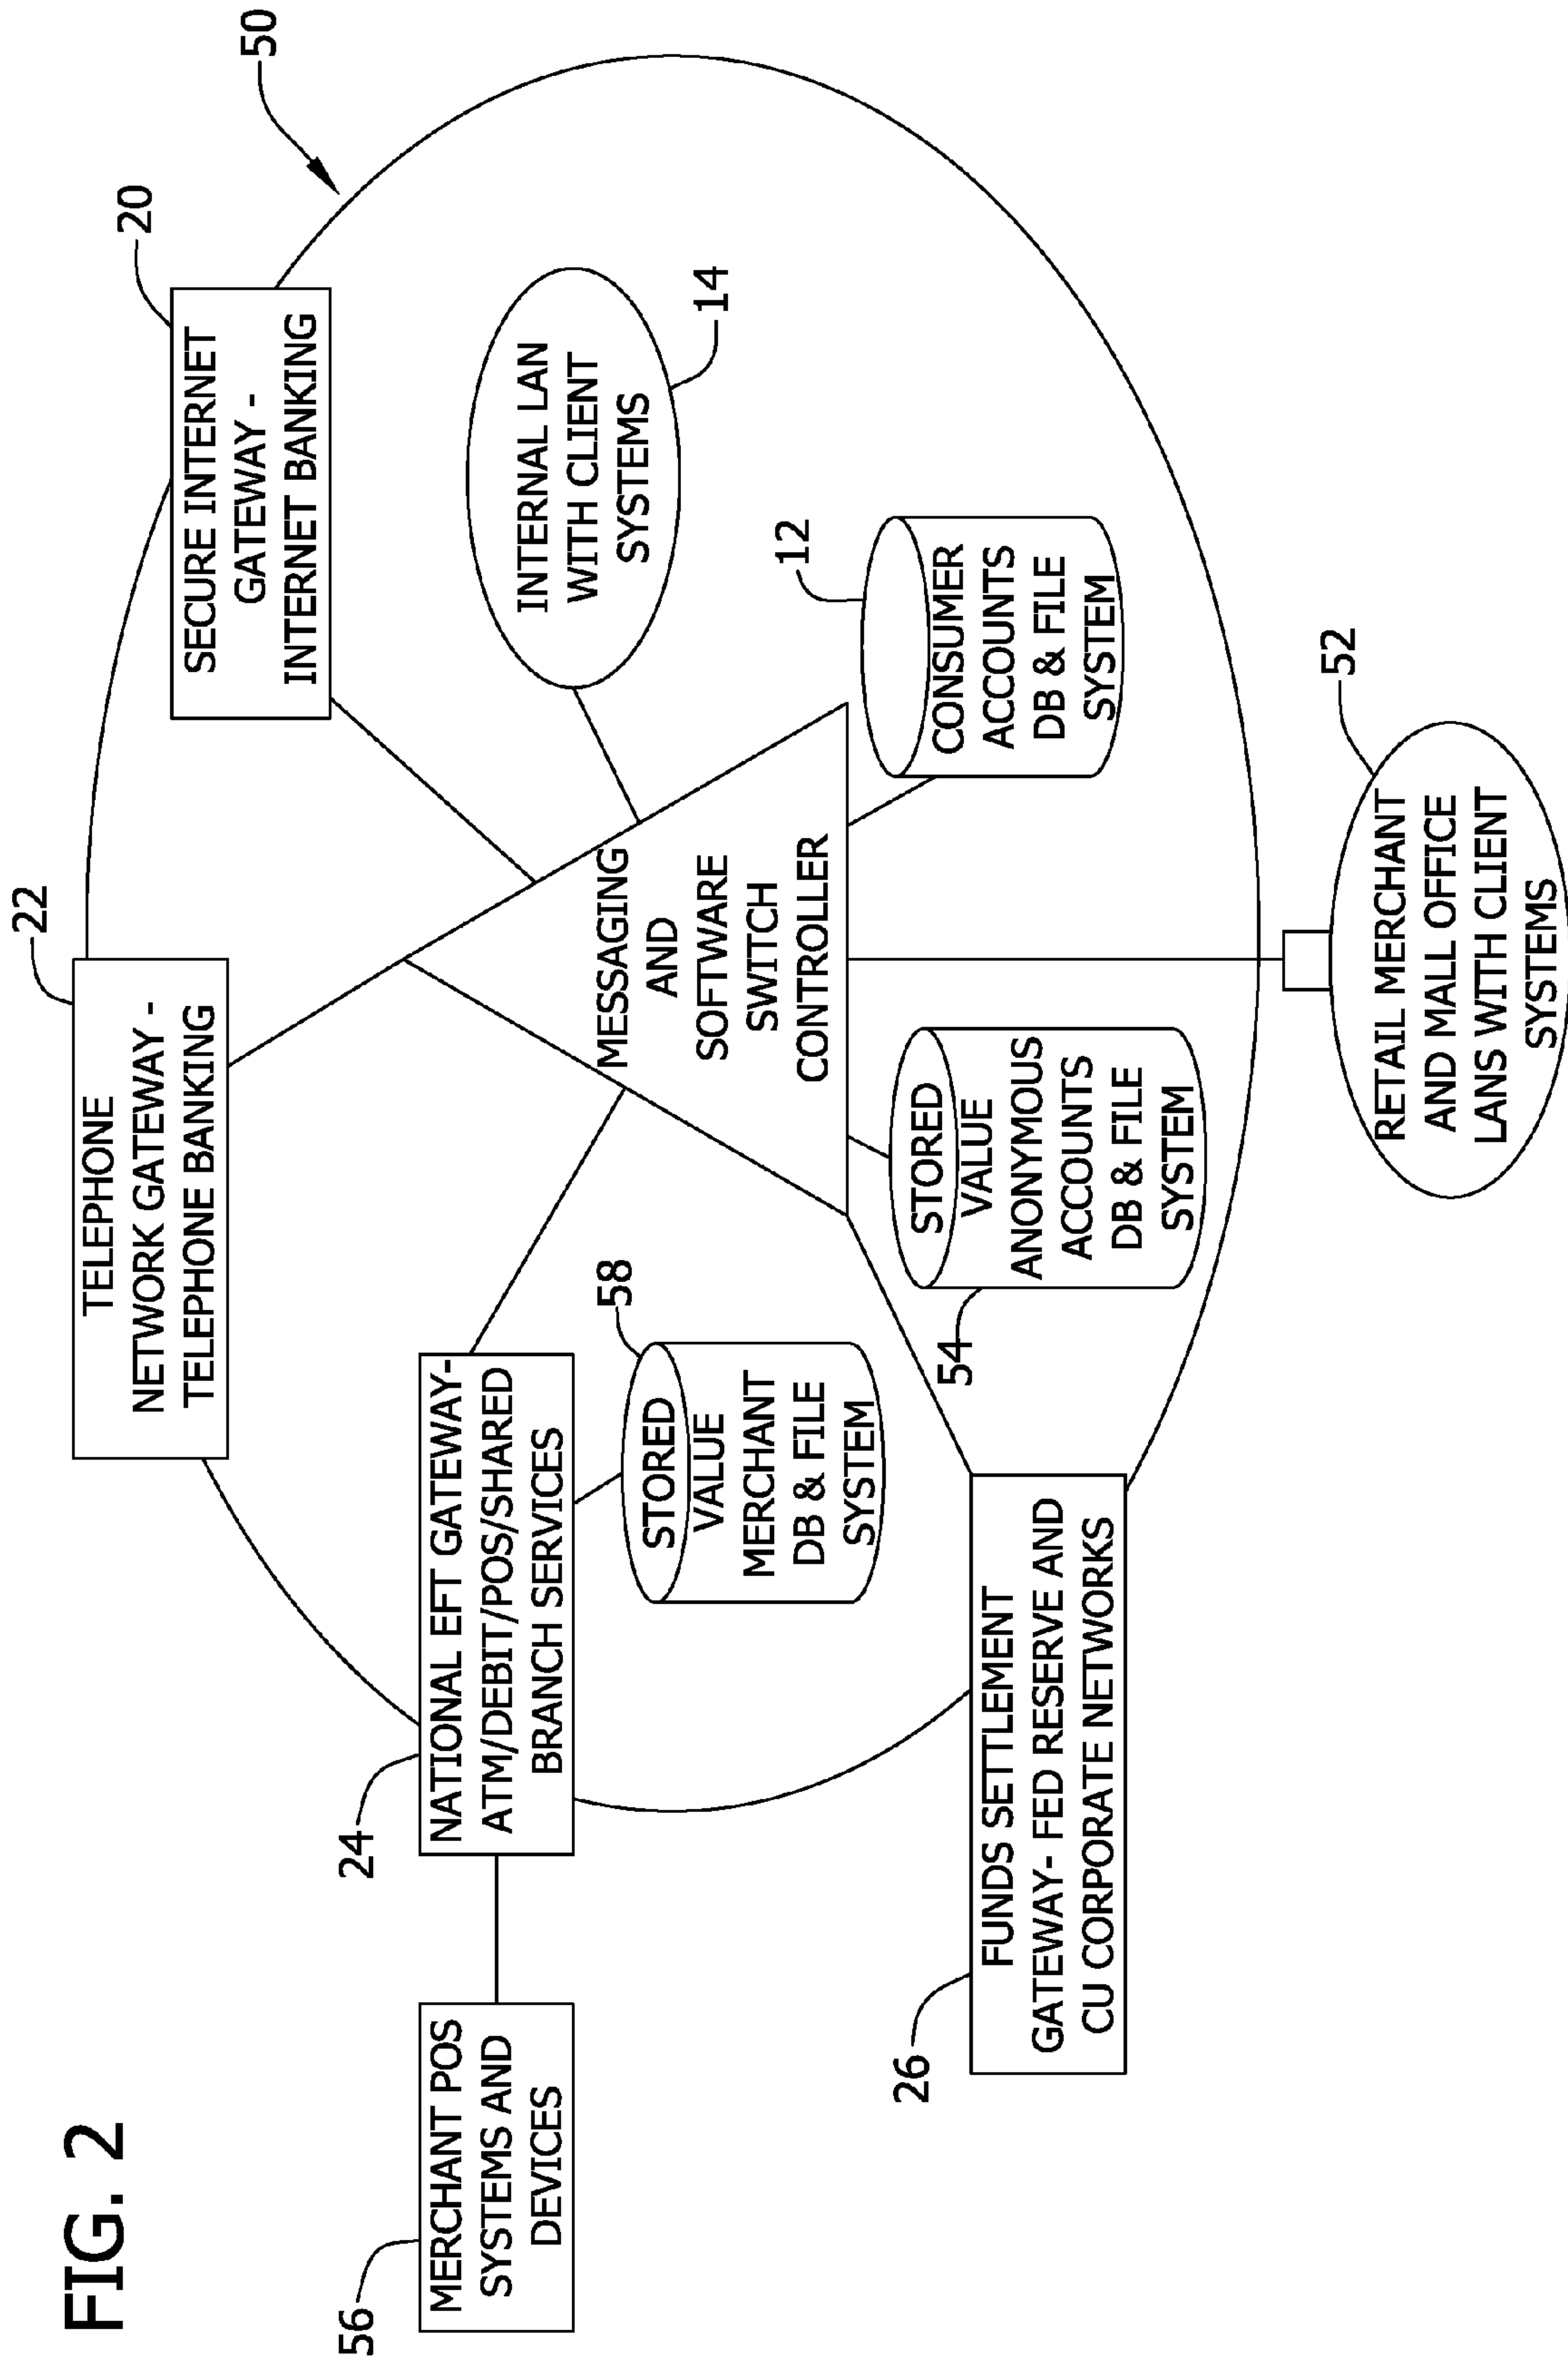 FIG. 2
22
TELEPHONE
NETWORK GATEWAY -
TELEPHONE BANKING
20
SECURE INTERNET
GATEWAY -
INTERNET BANKING
50
56
MERCHANT POS
SYSTEMS AND
DEVICES
24
NATIONAL EFT GATEWAY-
ATM/DEBIT/POS/SHARED
BRANCH SERVICES
58
STORED
VALUE
MERCHANT
DB & FILE
SYSTEM
MESSAGING
AND
SOFTWARE
SWITCH
CONTROLLER
INTERNAL LAN
WITH CLIENT
SYSTEMS
14
12
CONSUMER
ACCOUNTS
DB & FILE
SYSTEM
54
STORED
VALUE
ANONYMOUS
ACCOUNTS
DB & FILE
SYSTEM
26
FUNDS SETTLEMENT
GATEWAY- FED RESERVE AND
CU CORPORATE NETWORKS
52
RETAIL MERCHANT
AND MALL OFFICE
LANS WITH CLIENT
SYSTEMS